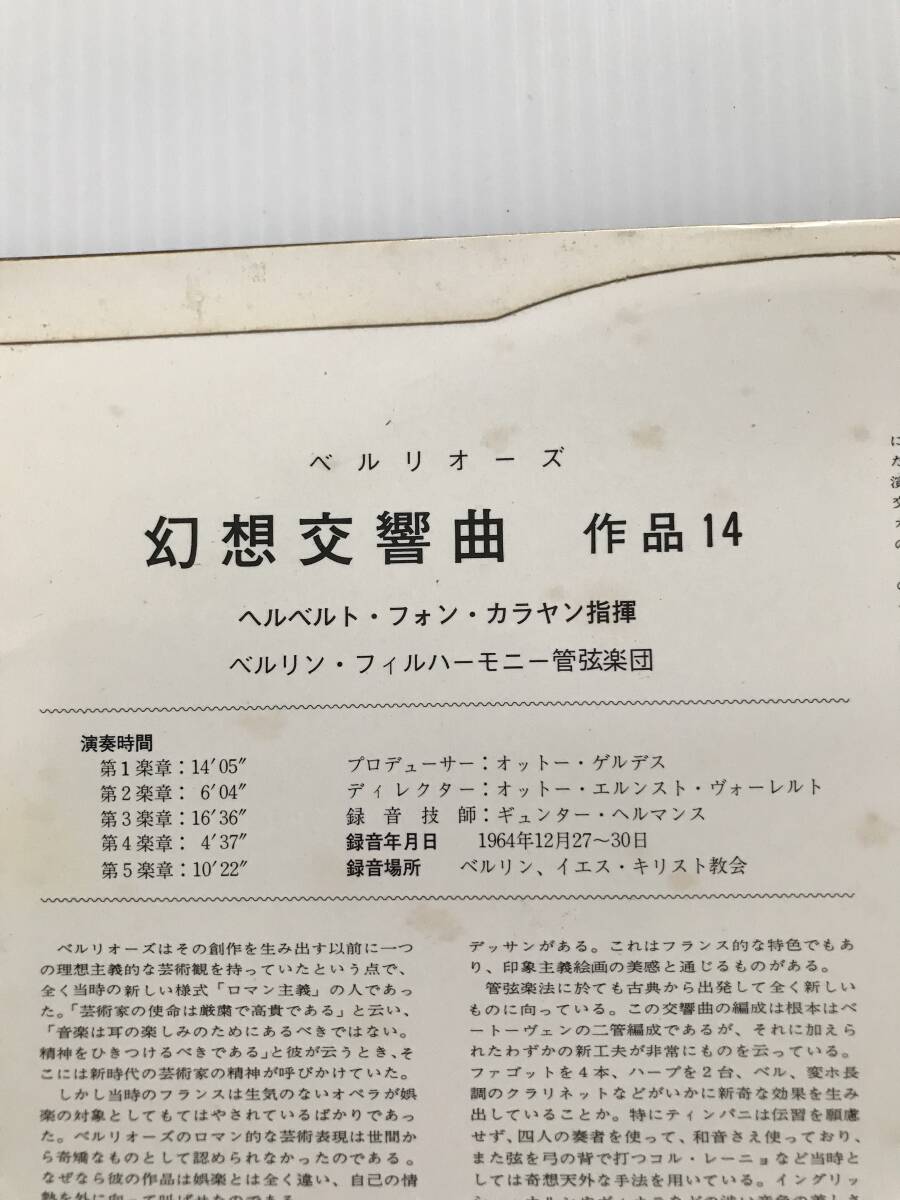 ベルリオーズ
幻想交響曲 作品14
ヘルベルト・フォン・カラヤン指揮
ベルリン・フィルハーモニー管弦楽団
演奏時間
第1楽章：14′05″
第2楽章： 6′04″
第3楽章：16′36″
第4楽章： 4′37″
第5楽章：10′22″
プロデューサー：オットー・ゲルデス
ディレクター：オットー・エルンスト・ヴォーレルト
録音技師：ギュンター・ヘルマンス
録音年月日 1964年12月27〜30日
録音場所 ベルリン、イエス・キリスト教会
ベルリオーズはその創作を生み出す以前に一つ
の理想主義的な芸術観を持っていたという点で、
全く当時の新しい様式「ロマン主義」の人であっ
た。「芸術家の使命は厳粛で高貴である」と云い、
「音楽は耳の楽しみのためにあるべきではない。
精神をひきつけるべきである」と彼が云うとき、そ
こには新時代の芸術家の精神が呼びかけていた。
しかし当時のフランスは生気のないオペラが娯
楽の対象としてもてはやされているばかりであっ
た。ベルリオーズのロマン的な芸術表現は世間か
ら奇矯なものとして認められなかったのである。
なぜなら彼の作品は娯楽とは全く違い、自己の情
熱を外に向って叫ばせたのである
デッサンがある。これはフランス的な特色でもあ
り、印象主義絵画の美感と通じるものがある。
管弦楽法に於ても古典から出発して全く新しい
ものに向っている。この交響曲の編成は根本はベ
ートーヴェンの二管編成であるが、それに加えら
れたわずかの新工夫が非常にものを云っている。
ファゴットを4本、ハープを2台、ベル、変ホ長
調のクラリネットなどがいかに新奇な効果を生み
出していることか。特にティンパニは伝習を顧慮
せず、四人の奏者を使って、和音さえ使っており、
また弦を弓の背で打つコル・レーニョなど当時と
しては奇想天外な手法を用いている。イングリッ
に
た
演
交
の